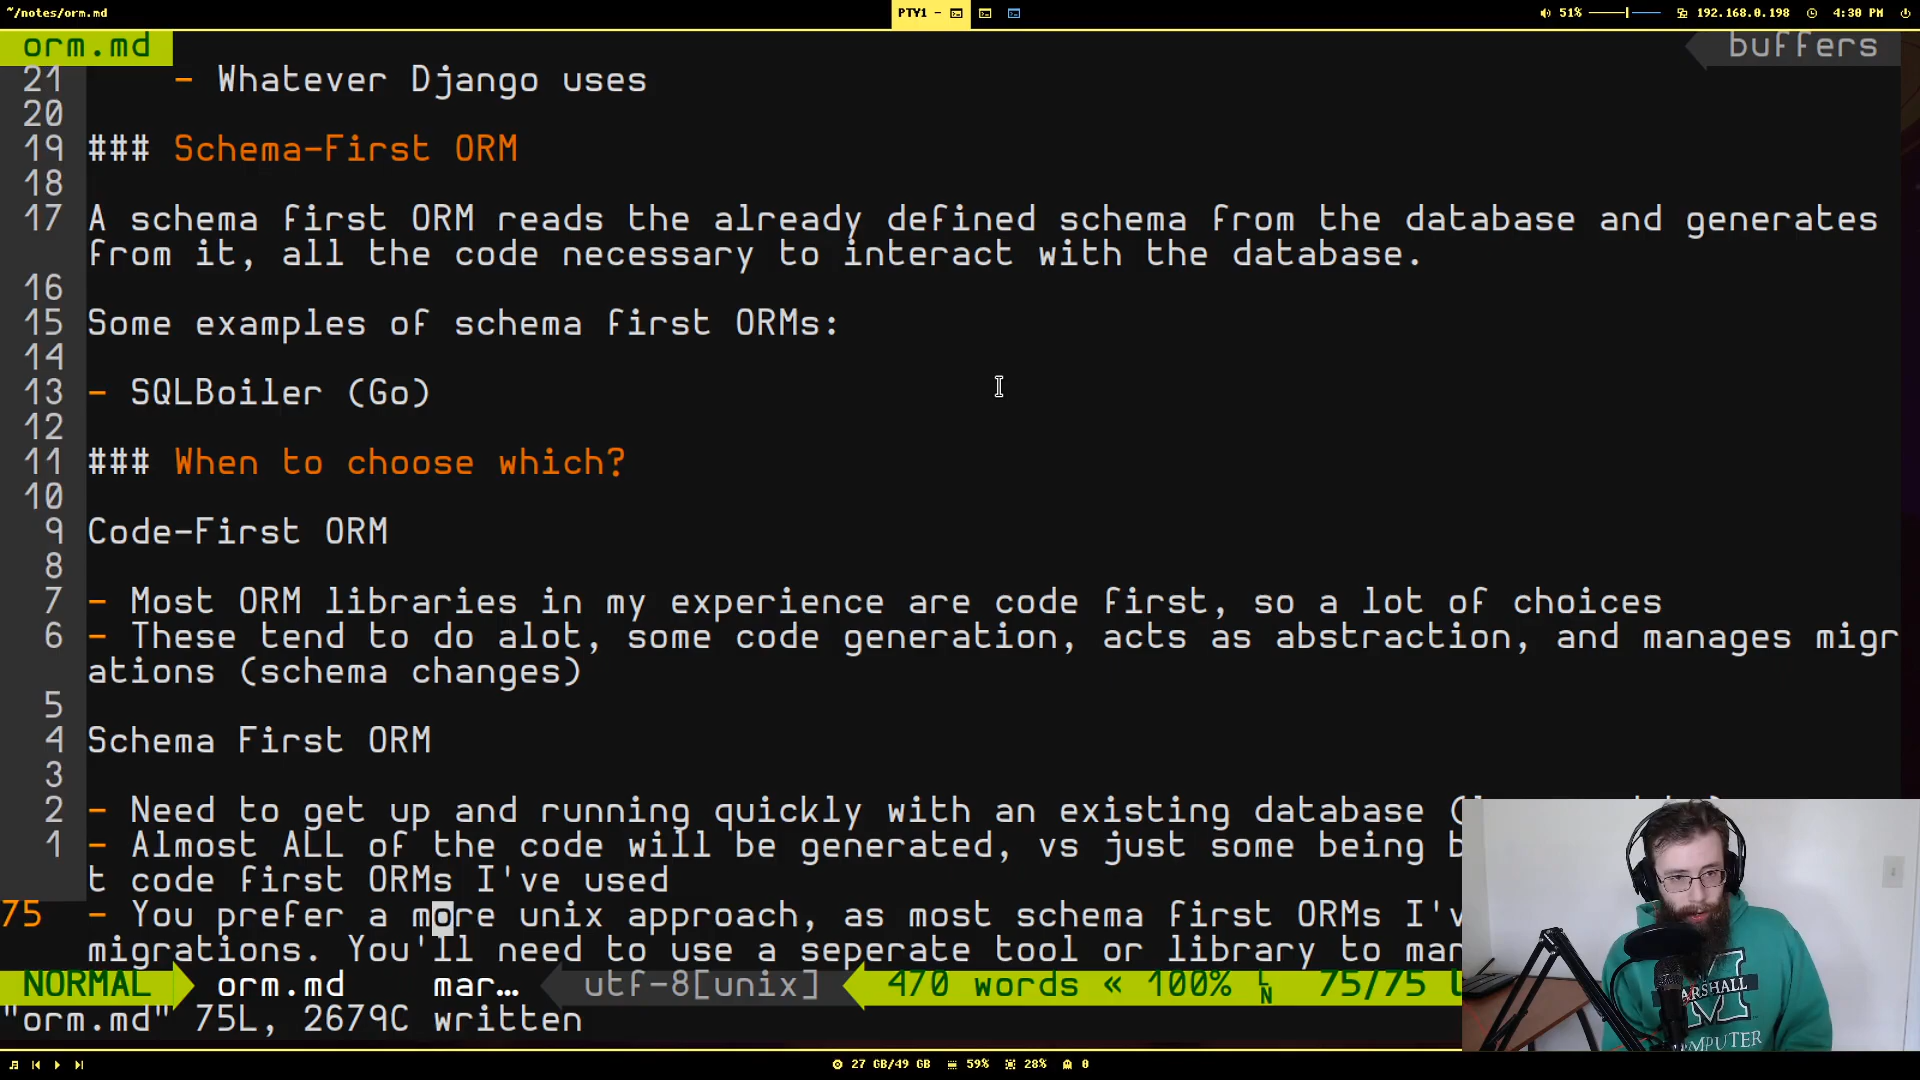 ~/notes/orm.md PTY1 - 51% 192.168.0.198 4:30 PM
orm.md buffers
21 - Whatever Django uses
20
19 ### Schema-First ORM
18
17 A schema first ORM reads the already defined schema from the database and generates
from it, all the code necessary to interact with the database.
16
15 Some examples of schema first ORMs:
14
13 - SQLBoiler (Go)
12
11 ### When to choose which?
10
9 Code-First ORM
8
7 - Most ORM libraries in my experience are code first, so a lot of choices
6 - These tend to do alot, some code generation, acts as abstraction, and manages migr
ations (schema changes)
5
4 Schema First ORM
3
2 - Need to get up and running quickly with an existing database (
1 - Almost ALL of the code will be generated, vs just some being b
t code first ORMs I've used
75 - You prefer a more unix approach, as most schema first ORMs I'v
migrations. You'll need to use a seperate tool or library to man
NORMAL orm.md mar… utf-8[unix] 470 words « 100% LN 75/75
"orm.md" 75L, 2679C written
MARSHALL
COMPUTER
27 GB/49 GB 59% 28% 0